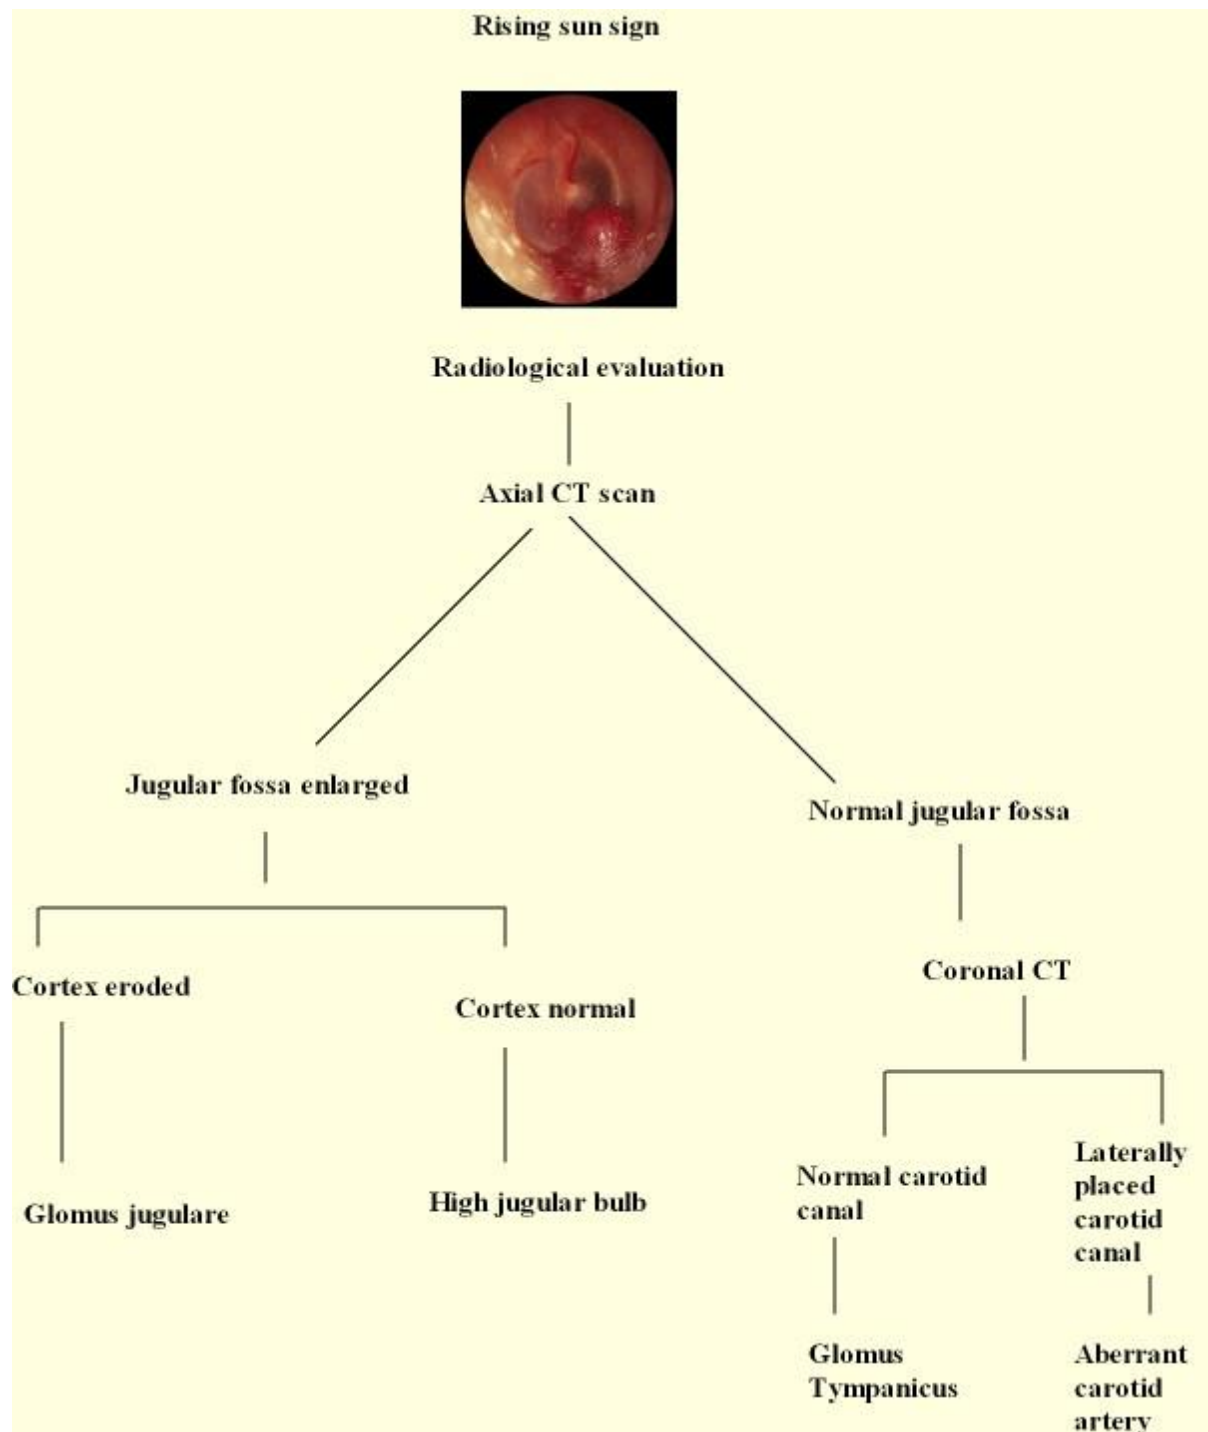 Rising sun sign
Radiological evaluation
Axial CT scan
Jugular fossa enlarged
Normal jugular fossa
Cortex eroded
Cortex normal
Coronal CT
Glomus jugulare
High jugular bulb
Normal carotid
canal
Laterally
placed
carotid
canal
Glomus
Tympanicus
Aberrant
carotid
artery